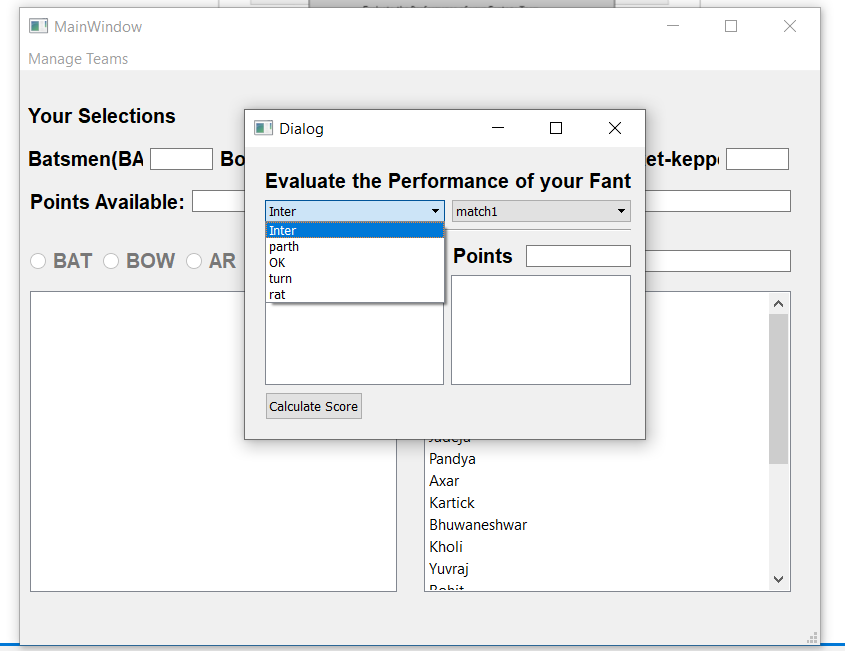 MainWindow
Manage Teams
Your Selections
Dialog
Batsmen(BA
Bo
et-keppe
Evaluate the Performance of your Fant
Points Available:
Inter
match1
Inter
parth
OK
turn
rat
Points
BAT
BOW
AR
Calculate Score
Jadeja
Pandya
Axar
Kartick
Bhuwaneshwar
Kholi
Yuvraj
Rohit